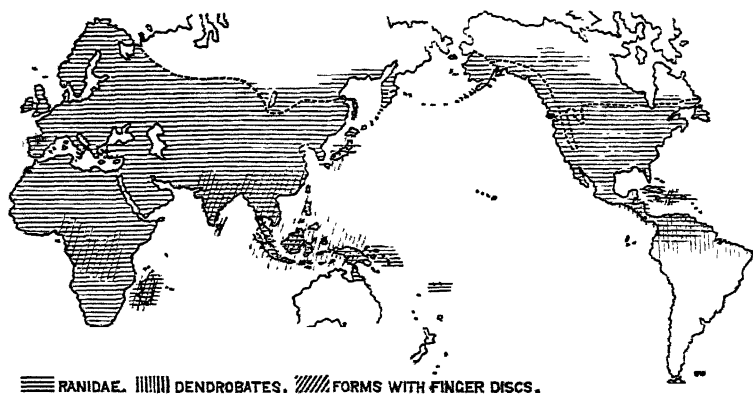 RANIDAE. DENDROBATES. FORMS WITH FINGER DISCS.